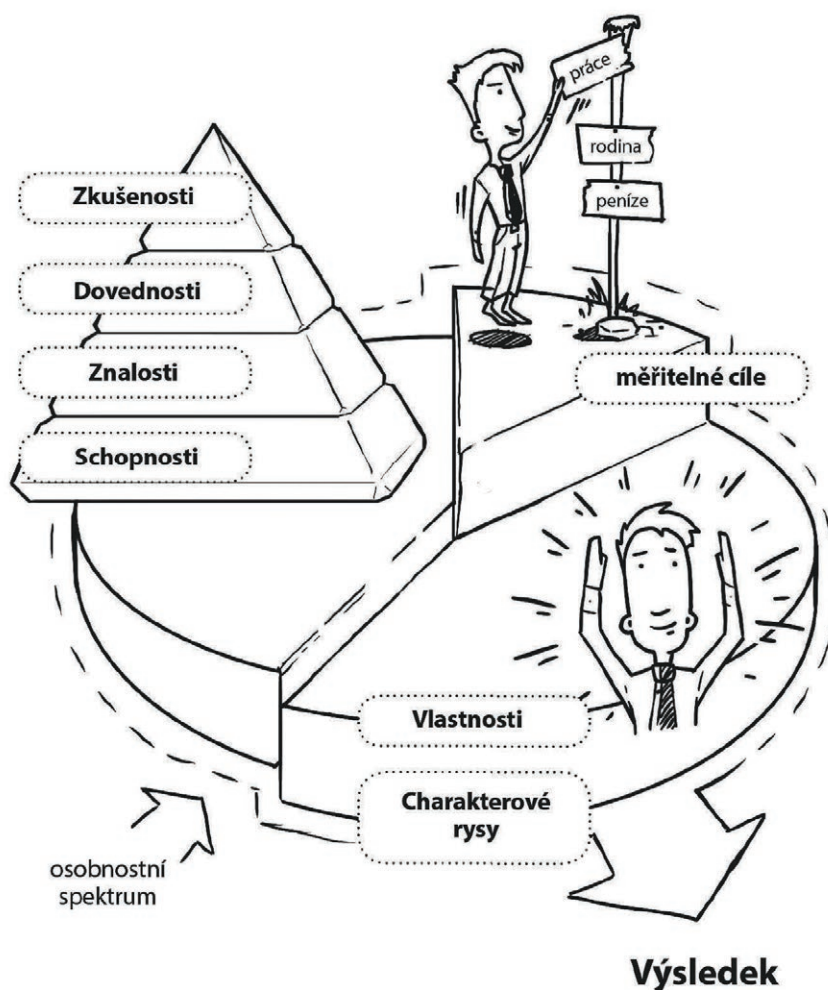 práce
rodina
peníze
Zkušenosti
Dovednosti
Znalosti
Schopnosti
měřitelné cíle
Vlastnosti
Charakterové
rysy
osobnostní
spektrum
Výsledek